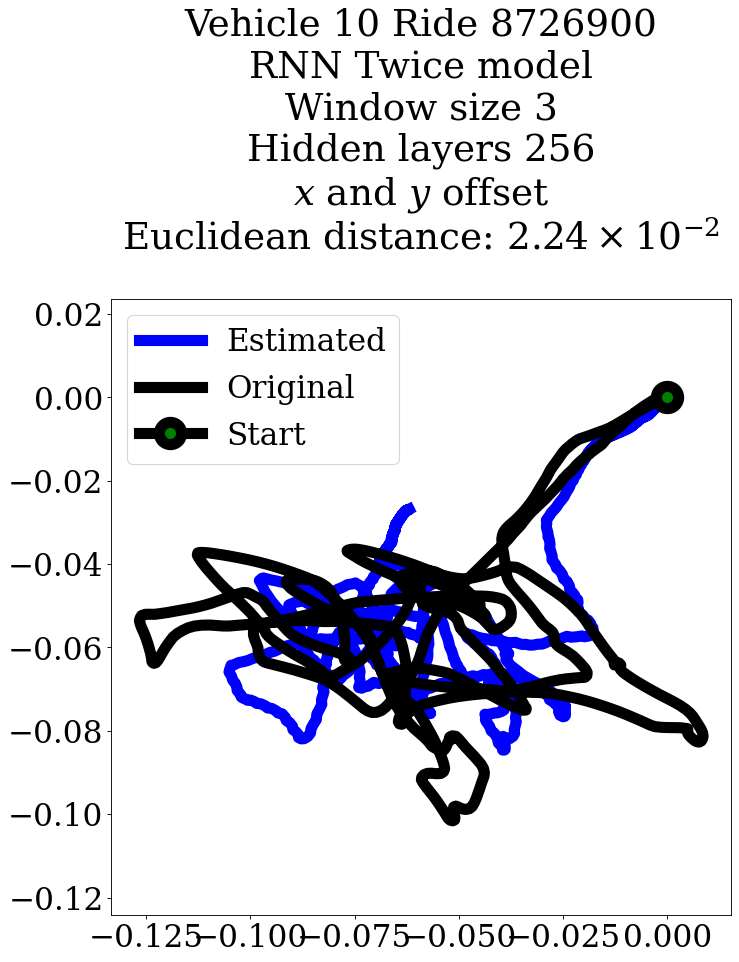 Vehicle 10 Ride 8726900
RNN Twice model
Window size 3
Hidden layers 256
x and y offset
Euclidean distance: 2.24 × 10⁻²
Estimated
Original
Start
0.02
0.00
−0.02
−0.04
−0.06
−0.08
−0.10
−0.12
−0.125 −0.100 −0.075 −0.050 −0.025 0.000